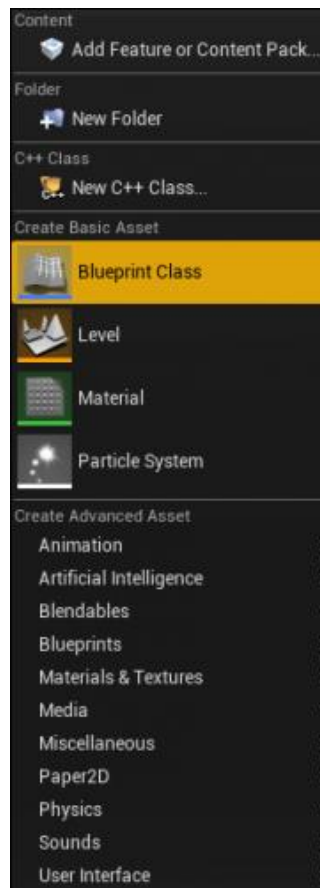 Content
Add Feature or Content Pack...
Folder
New Folder
C++ Class
New C++ Class...
Create Basic Asset
Blueprint Class
Level
Material
Particle System
Create Advanced Asset
Animation
Artificial Intelligence
Blendables
Blueprints
Materials & Textures
Media
Miscellaneous
Paper2D
Physics
Sounds
User Interface